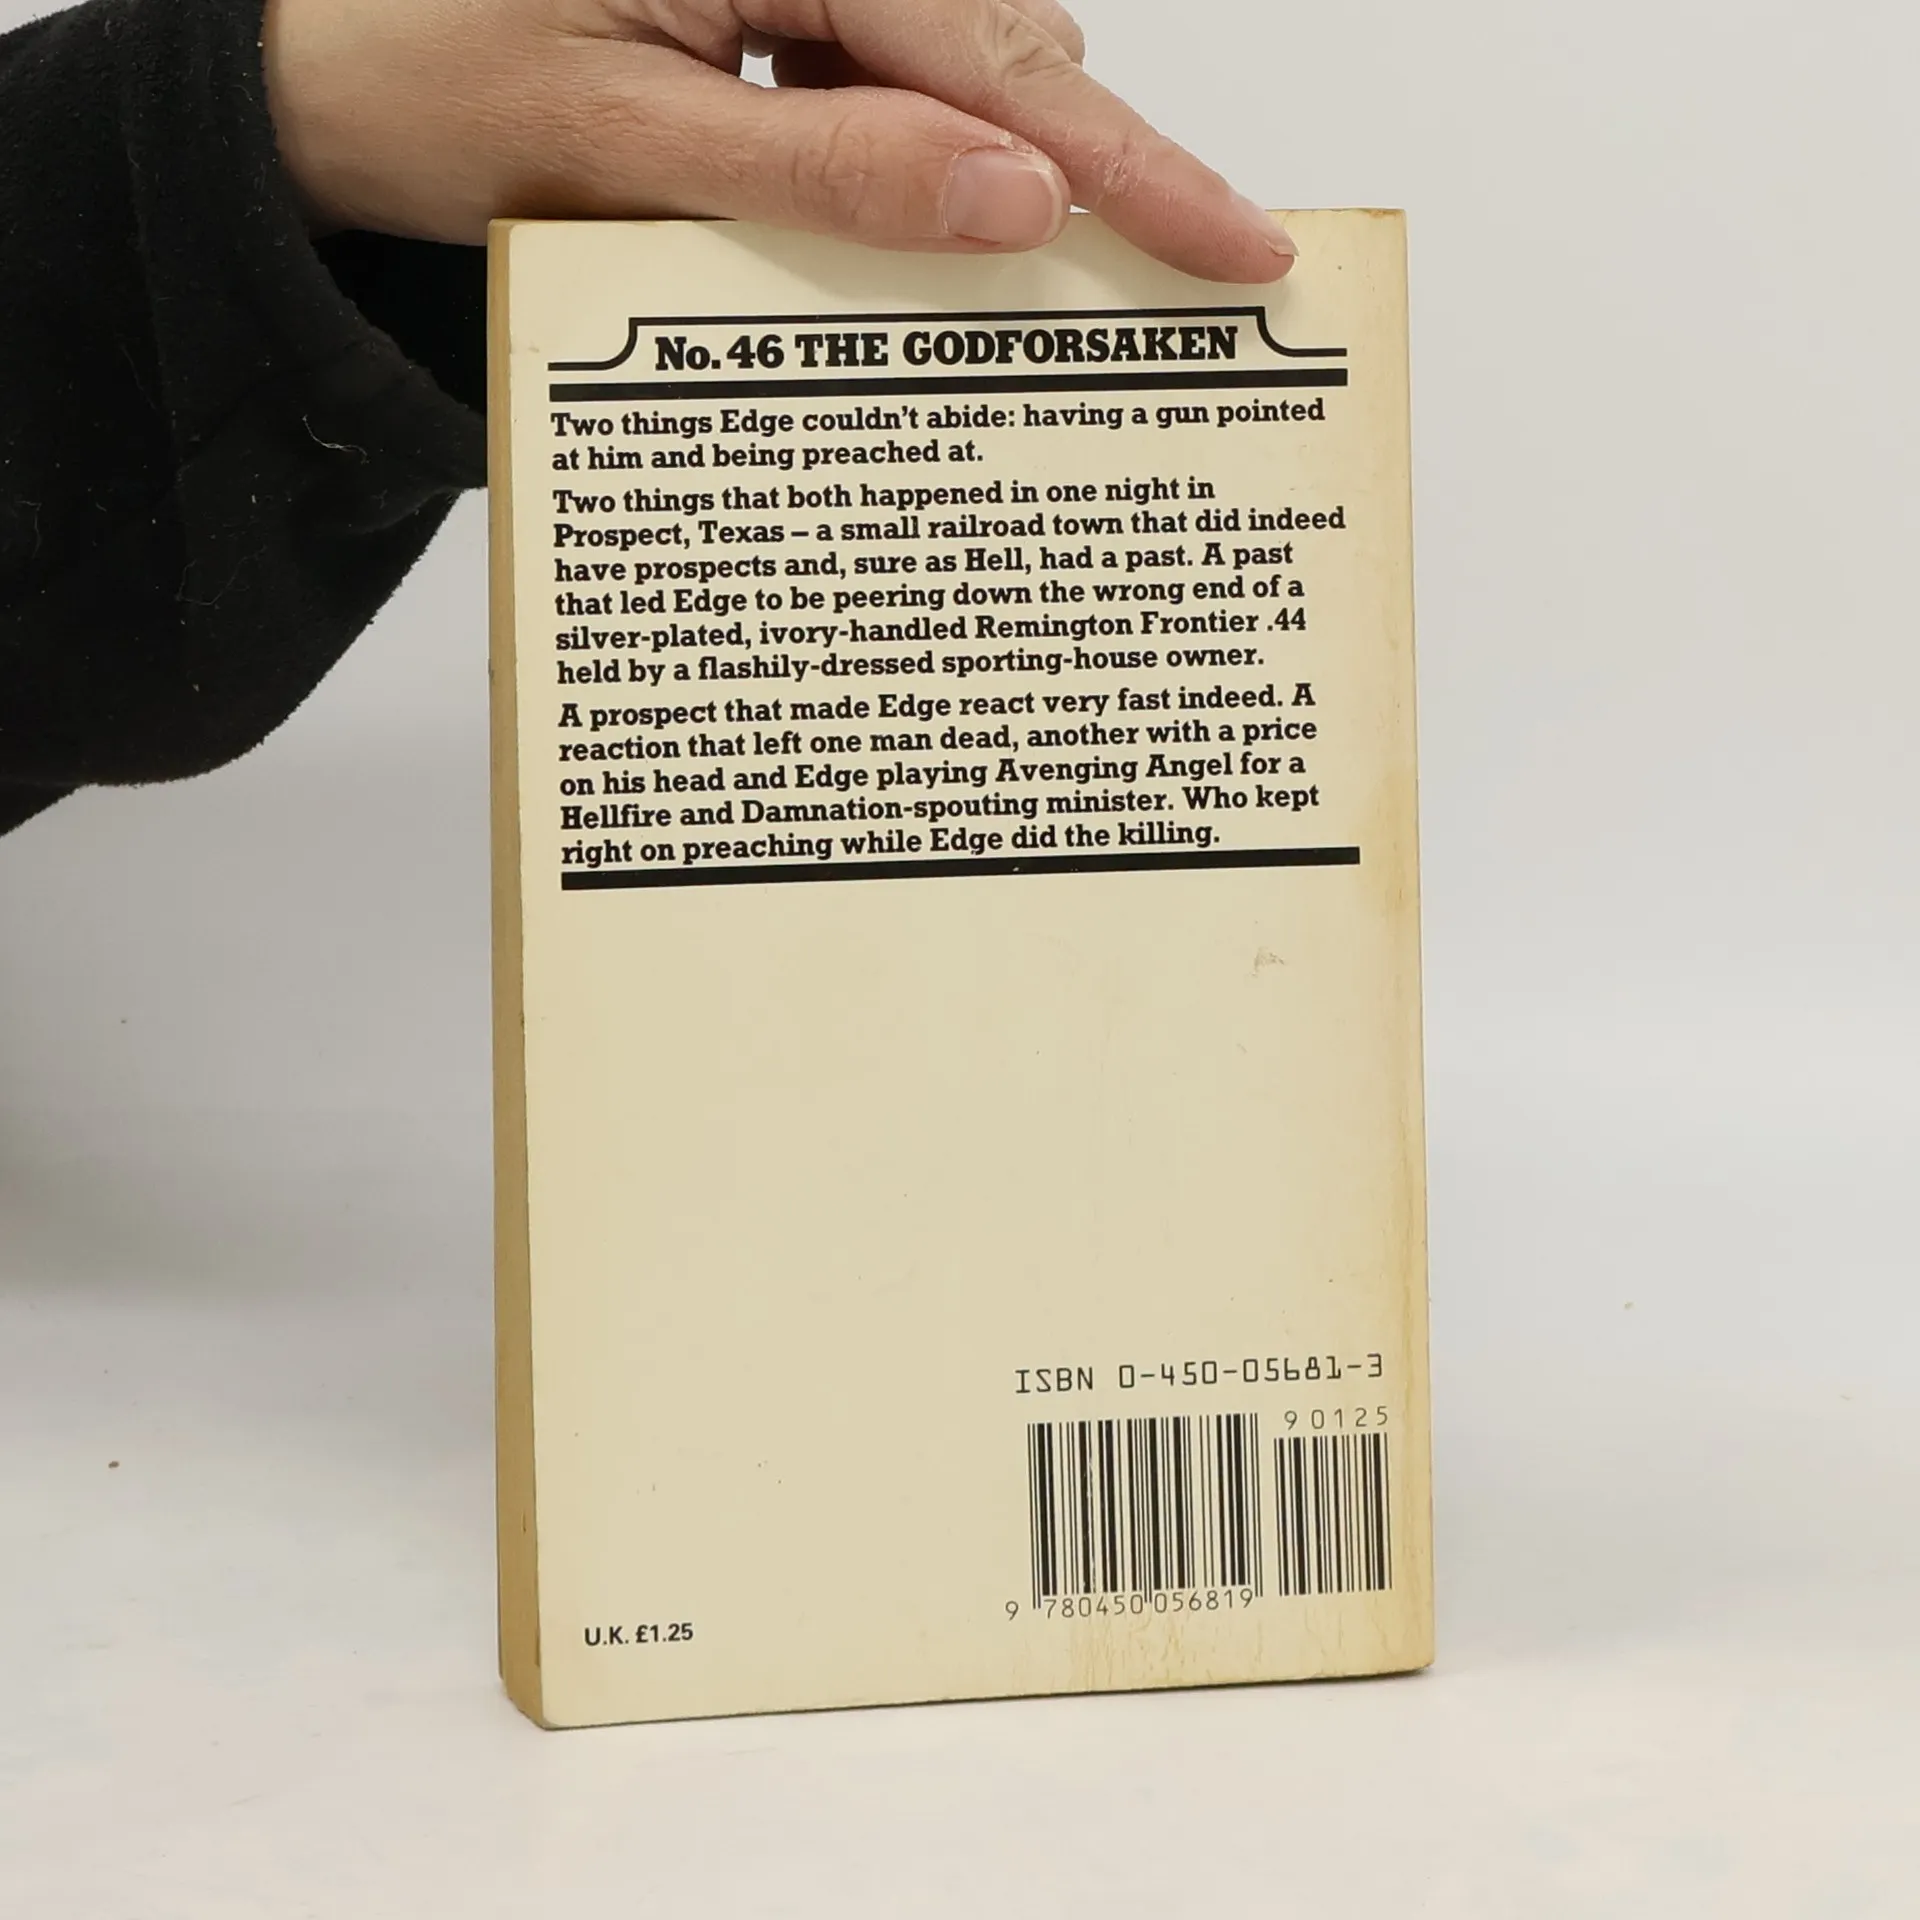 No. 46 THE GODFORSAKEN
Two things Edge couldn't abide: having a gun pointed
at him and being preached at.
Two things that both happened in one night in
Prospect, Texas – a small railroad town that did indeed
have prospects and, sure as Hell, had a past. A past
that led Edge to be peering down the wrong end of a
silver-plated, ivory-handled Remington Frontier .44
held by a flashily-dressed sporting-house owner.
A prospect that made Edge react very fast indeed. A
reaction that left one man dead, another with a price
on his head and Edge playing Avenging Angel for a
Hellfire and Damnation-spouting minister. Who kept
right on preaching while Edge did the killing.
ISBN 0-450-05681-3
90125
9 780450 056819
U.K. £1.25